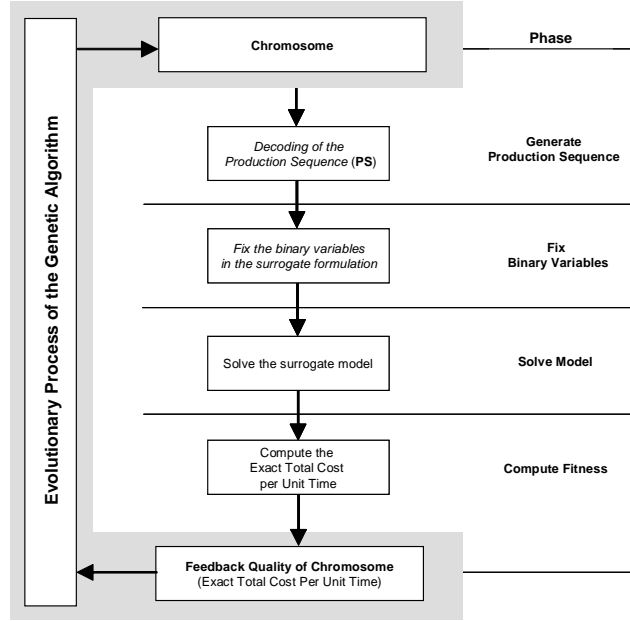 Evolutionary Process of the Genetic Algorithm
Chromosome
Phase
Decoding of the
Production Sequence (PS)
Generate
Production Sequence
Fix the binary variables
in the surrogate formulation
Fix
Binary Variables
Solve the surrogate model
Solve Model
Compute the
Exact Total Cost
per Unit Time
Compute Fitness
Feedback Quality of Chromosome
(Exact Total Cost Per Unit Time)